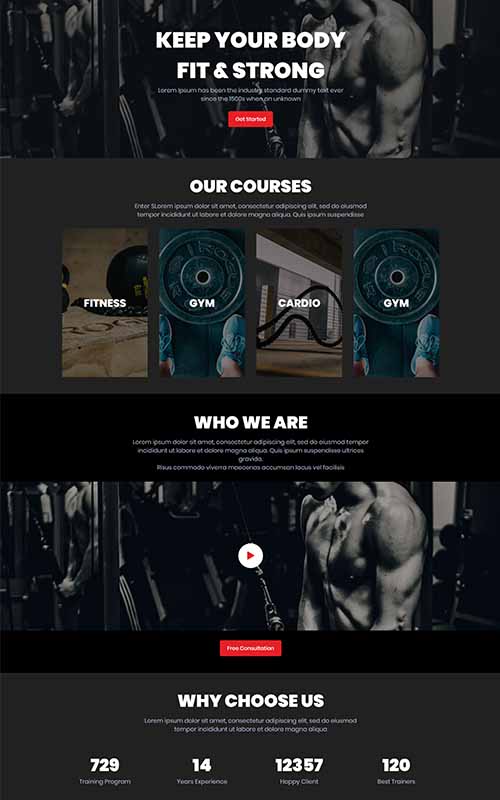 KEEP YOUR BODY
FIT & STRONG
Lorem Ipsum has been the industry standard dummy text ever
since the 1500s when an unknown
Get Started
OUR COURSES
Enter SLorem ipsum dolor sit amet, consectetur adipiscing elit, sed do eiusmod
tempor incididunt ut labore et dolore magna aliqua. Quis ipsum suspendisse
FITNESS
GYM
CARDIO
GYM
WHO WE ARE
Lorem ipsum dolor sit amet, consectetur adipiscing elit, sed do eiusmod tempor
incididunt ut labore et dolore magna aliqua. Quis ipsum suspendisse ultrices
gravida.
Risus commodo viverra maecenas accumsan lacus vel facilisis
Free Consultation
WHY CHOOSE US
Lorem ipsum dolor sit amet, consectetur adipiscing elit, sed do eiusmod
tempor incididunt ut labore et dolore magna aliqua.
729
14
12357
120
Training Program
Years Experience
Happy Client
Best Trainers